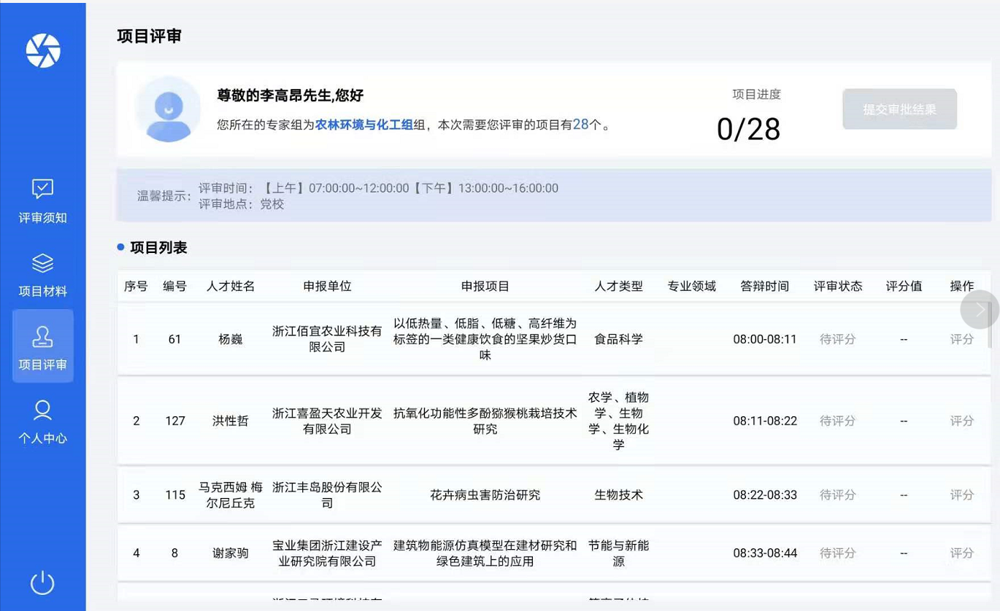 项目评审
尊敬的李高昂先生,您好
您所在的专家组为农林环境与化工组组，本次需要您评审的项目有28个。
项目进度
0/28
提交审批结果
评审须知
项目材料
项目评审
个人中心
温馨提示：
评审时间：【上午】07:00:00~12:00:00【下午】13:00:00~16:00:00
评审地点：党校
项目列表
序号 编号 人才姓名 申报单位 申报项目 人才类型 专业领域 答辩时间 评审状态 评分值 操作
1 61 杨巍
浙江佰宜农业科技有
限公司
以低热量、低脂、低糖、高纤维为
标签的一类健康饮食的坚果炒货口
味
食品科学
08:00-08:11 待评分 -- 评分
2 127 洪性哲
浙江喜盈天农业开发
有限公司
抗氧化功能性多酚猕猴桃栽培技术
研究
农学、植物
学、生物
学、生物化
学
08:11-08:22 待评分 -- 评分
3 115
马克西姆 梅
尔尼丘克
浙江丰岛股份有限公
司
花卉病虫害防治研究
生物技术
08:22-08:33 待评分 -- 评分
4 8 谢家驹
宝业集团浙江建设产
业研究院有限公司
建筑物能源仿真模型在建材研究和
绿色建筑上的应用
节能与新能
源
08:33-08:44 待评分 -- 评分